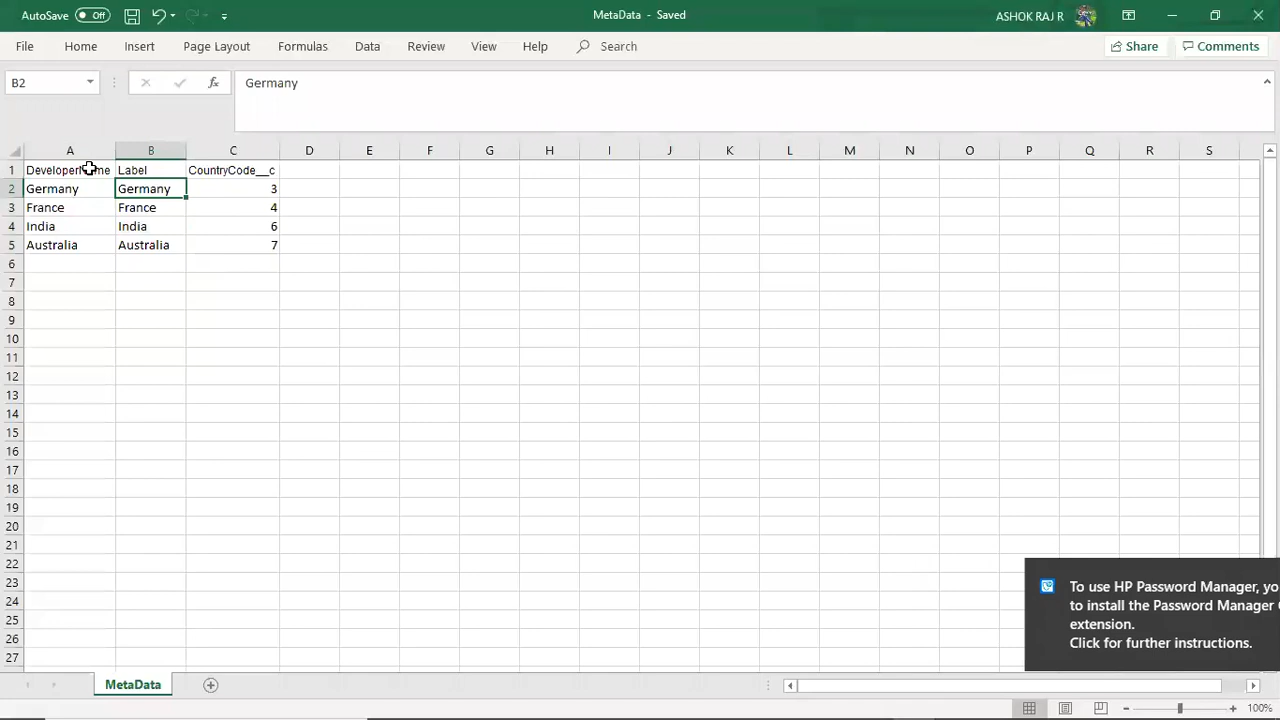 AutoSave Off
MetaData - Saved
ASHOK RAJ R
File Home Insert Page Layout Formulas Data Review View Help Search Share Comments
B2 fx Germany
A B C D E F G H I J K L M N O P Q R S
1 Label CountryCode__c
2 Germany Germany 3
3 France France 4
4 India India 6
5 Australia Australia 7
6
7
8
9
10
11
12
13
14
15
16
17
18
19
20
21
22
23
24
25
26
27
To use HP Password Manager,
to install the Password Manager
extension.
Click for further instructions.
MetaData
100%